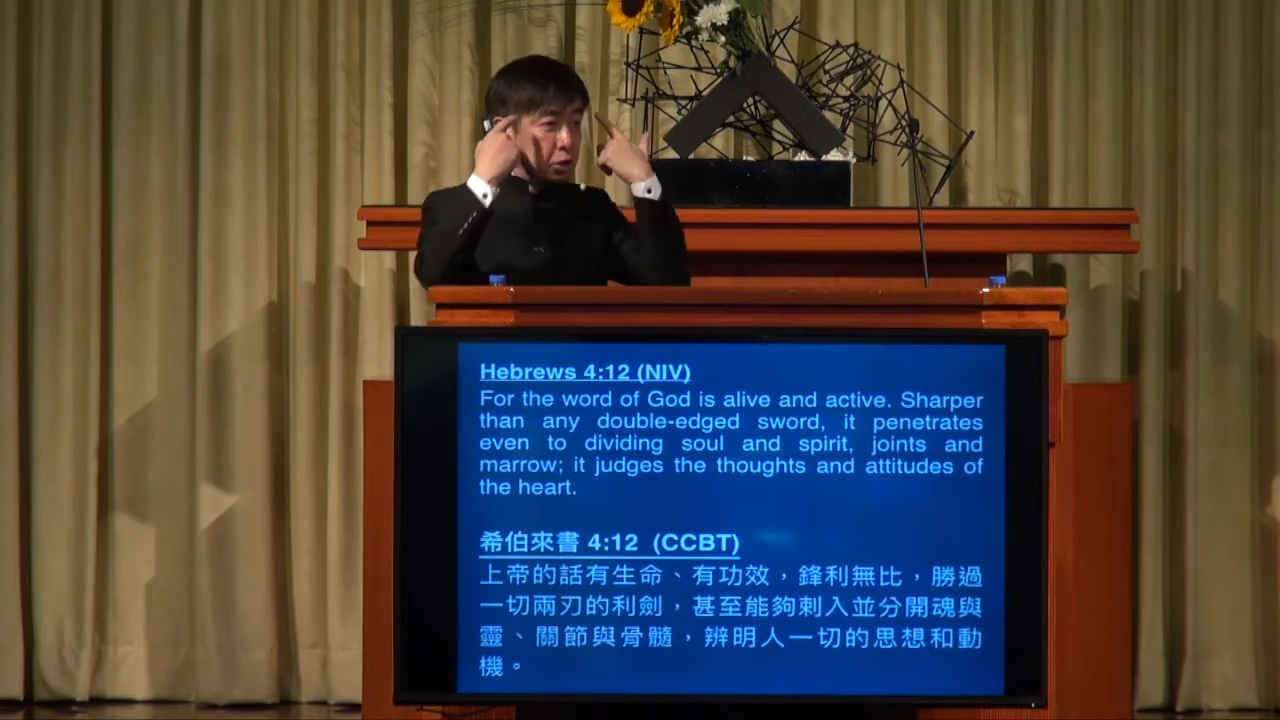 Hebrews 4:12 (NIV)
For the word of God is alive and active. Sharper
than any double-edged sword, it penetrates
even to dividing soul and spirit, joints and
marrow; it judges the thoughts and attitudes of
the heart.
希伯來書 4:12 (CCBT)
上帝的話有生命、有功效，鋒利無比，勝過
一切兩刃的利劍，甚至能夠刺入並分開魂與
靈、關節與骨髓，辨明人一切的思想和動
機。